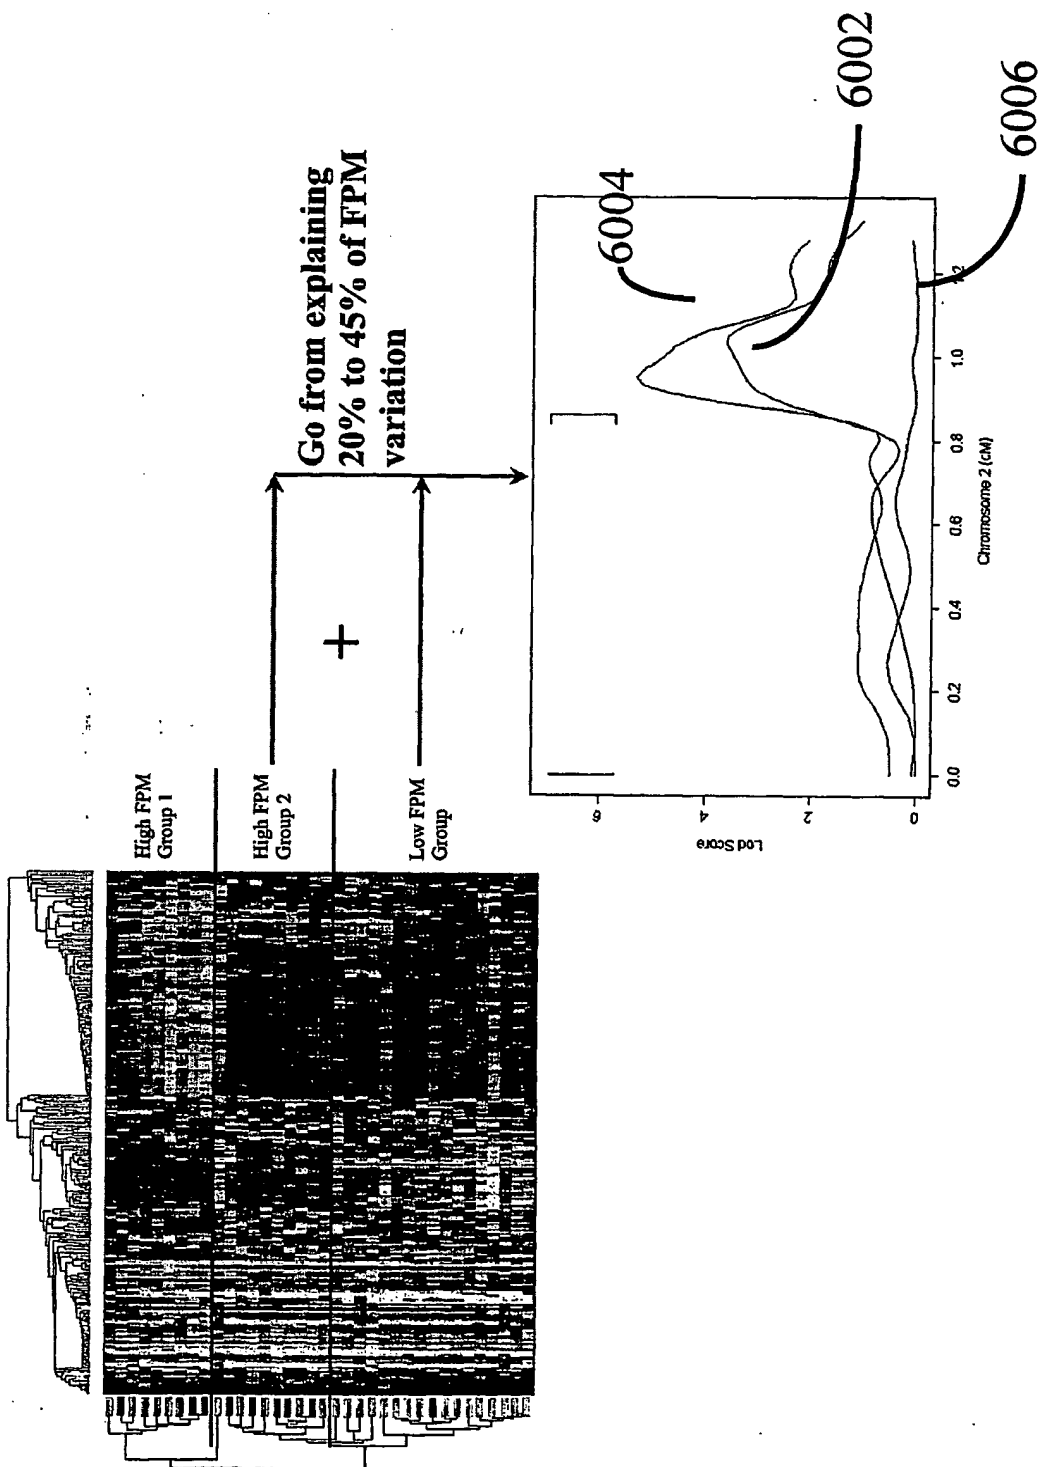 High FPM
Group 1
High FPM
Group 2
Low FPM
Group
+
Go from explaining
20% to 45% of FPM
variation
6004
6002
6006
Lod Score
6
4
2
0
0.0
0.2
0.4
0.6
0.8
1.0
1.2
Chromosome 2 (cM)